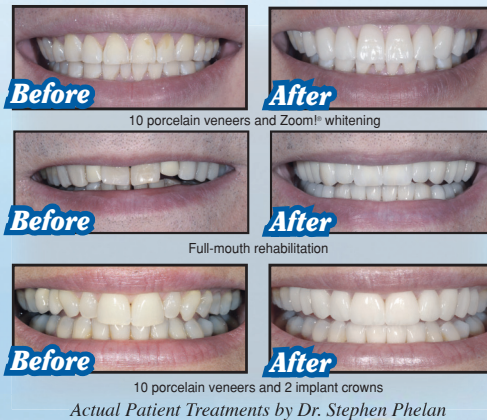 Before After
10 porcelain veneers and Zoom!® whitening
Before After
Full-mouth rehabilitation
Before After
10 porcelain veneers and 2 implant crowns
Actual Patient Treatments by Dr. Stephen Phelan